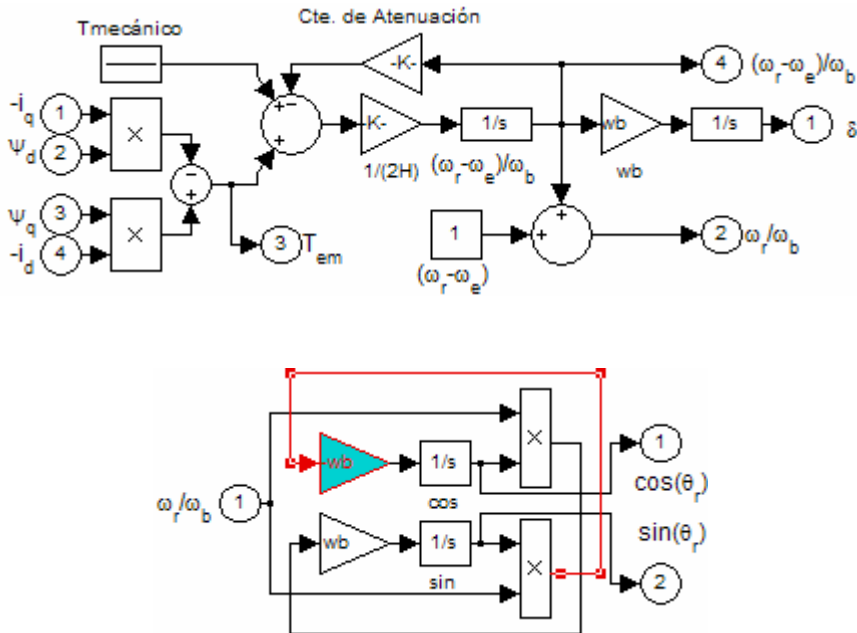 Cte. de Atenuación
Tmecánico
-K-
4
(ωr-ωe)/ωb
-iq
1
Ψd
2
×
-
+
+
-
+
K-
1/(2H)
1/s
(ωr-ωe)/ωb
wb
wb
1/s
1
δ
Ψq
3
-id
4
×
3
Tem
1
(ωr-ωe)
+
+
2
ωr/ωb
-wb
1/s
cos
×
1
cos(θr)
ωr/ωb
1
wb
1/s
sin
×
sin(θr)
2